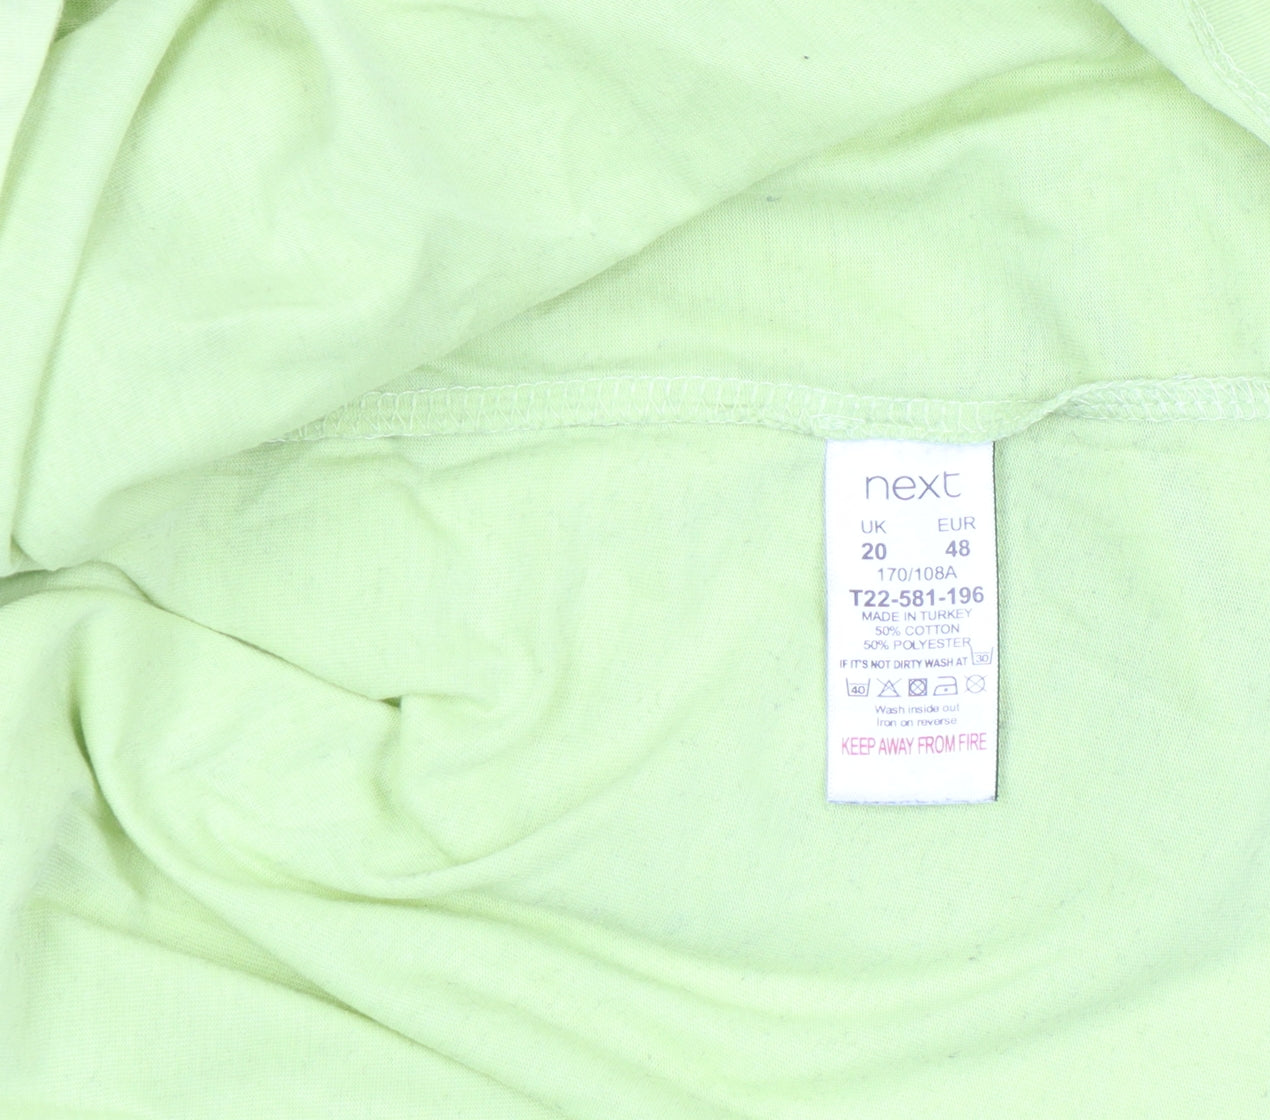 next
UK EUR
20 48
170/108A
T22-581-196
MADE IN TURKEY
50% COTTON
50% POLYESTER
IF IT'S NOT DIRTY WASH AT 30
40
Wash inside out
Iron on reverse
KEEP AWAY FROM FIRE